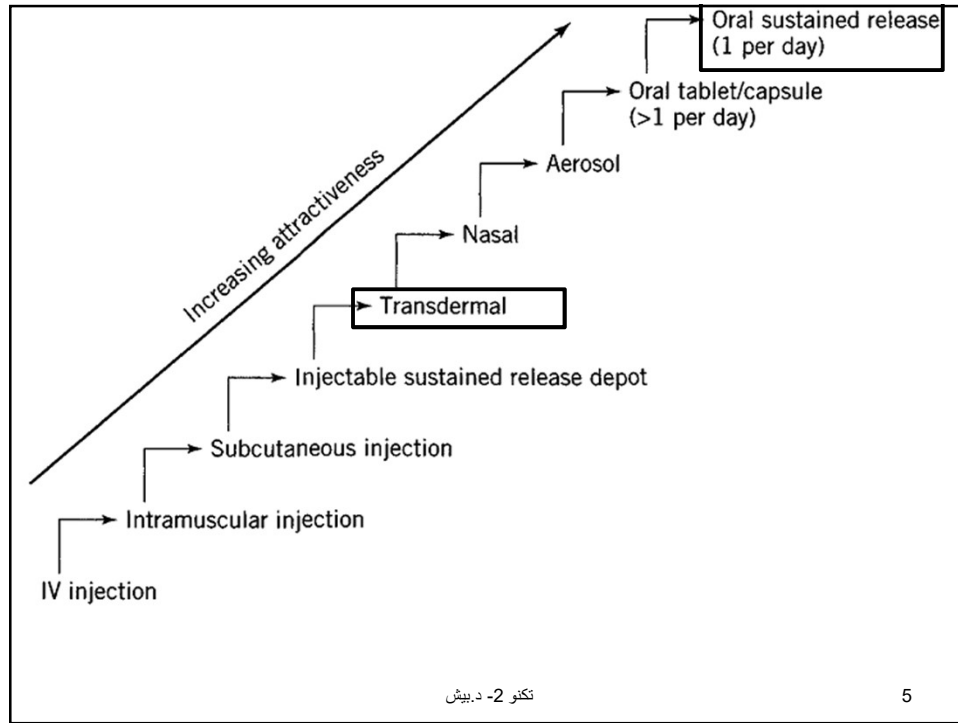 Oral sustained release
(1 per day)
Oral tablet/capsule
(>1 per day)
Aerosol
Increasing attractiveness
Nasal
Transdermal
Injectable sustained release depot
Subcutaneous injection
Intramuscular injection
IV injection
تكنو 2- د.بيش
5